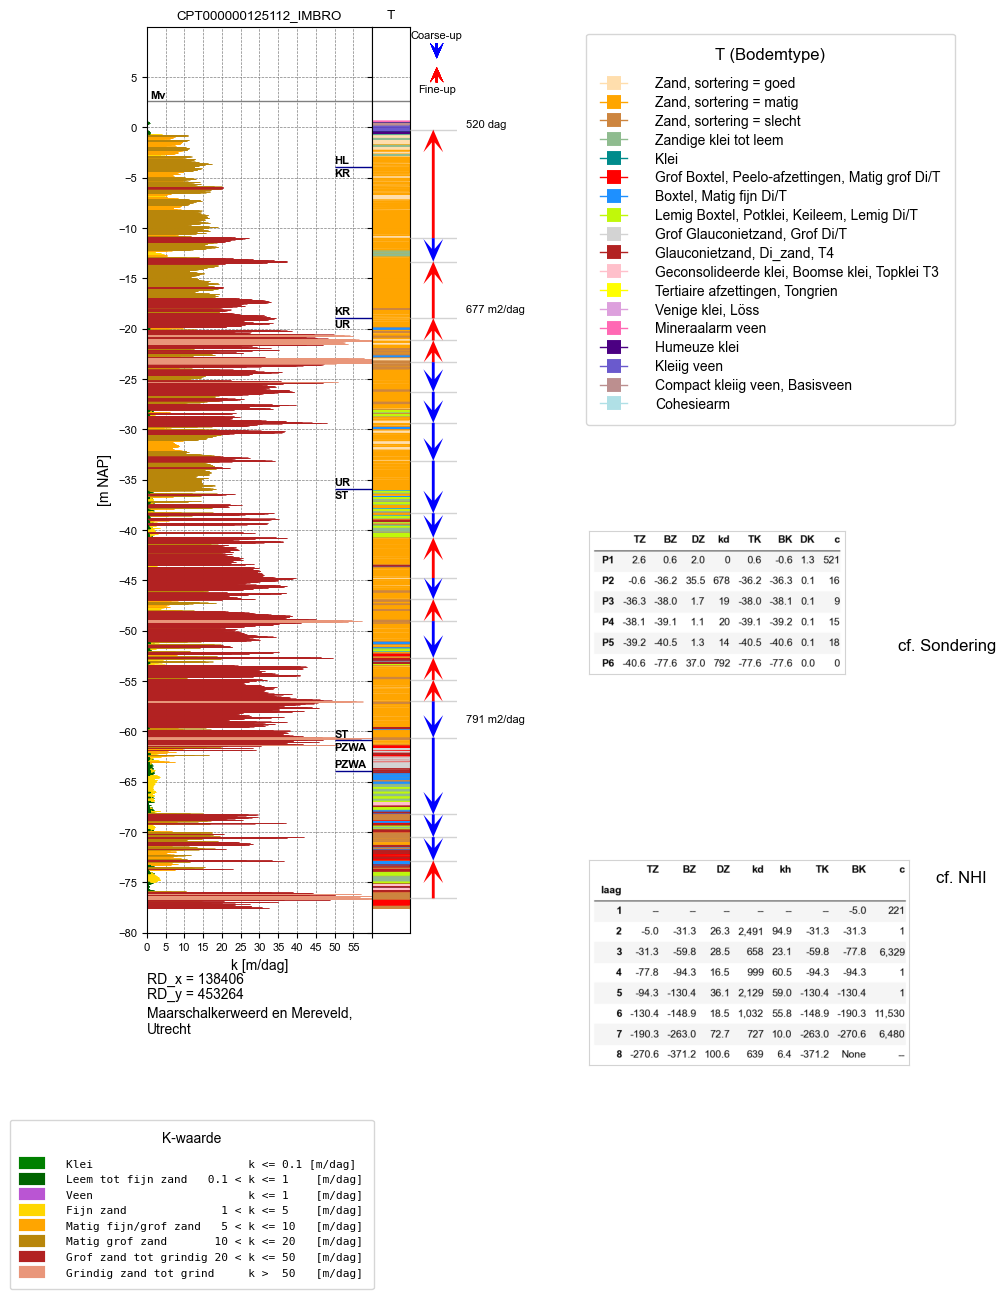 CPT000000125112_IMBRO
T
Coarse-up
Fine-up
Mv
520 dag
HL
KR
677 m2/dag
KR
UR
UR
ST
791 m2/dag
ST
PZWA
PZWA
[m NAP]
5
0
−5
−10
−15
−20
−25
−30
−35
−40
−45
−50
−55
−60
−65
−70
−75
−80
0 5 10 15 20 25 30 35 40 45 50 55
k [m/dag]
RD_x = 138406
RD_y = 453264
Maarschalkerweerd en Mereveld,
Utrecht
T (Bodemtype)
Zand, sortering = goed
Zand, sortering = matig
Zand, sortering = slecht
Zandige klei tot leem
Klei
Grof Boxtel, Peelo-afzettingen, Matig grof Di/T
Boxtel, Matig fijn Di/T
Lemig Boxtel, Potklei, Keileem, Lemig Di/T
Grof Glauconietzand, Grof Di/T
Glauconietzand, Di_zand, T4
Geconsolideerde klei, Boomse klei, Topklei T3
Tertiaire afzettingen, Tongrien
Venige klei, Löss
Mineraalarm veen
Humeuze klei
Kleiig veen
Compact kleiig veen, Basisveen
Cohesiearm
TZ BZ DZ kd TK BK DK c
P1 2.6 0.6 2.0 0 0.6 -0.6 1.3 521
P2 -0.6 -36.2 35.5 678 -36.2 -36.3 0.1 16
P3 -36.3 -38.0 1.7 19 -38.0 -38.1 0.1 9
P4 -38.1 -39.1 1.1 20 -39.1 -39.2 0.1 15
P5 -39.2 -40.5 1.3 14 -40.5 -40.6 0.1 18
P6 -40.6 -77.6 37.0 792 -77.6 -77.6 0.0 0
cf. Sondering
TZ BZ DZ kd kh TK BK c
laag
1 -- -- -- -- -- -- -5.0 221
2 -5.0 -31.3 26.3 2,491 94.9 -31.3 -31.3 1
3 -31.3 -59.8 28.5 658 23.1 -59.8 -77.8 6,329
4 -77.8 -94.3 16.5 999 60.5 -94.3 -94.3 1
5 -94.3 -130.4 36.1 2,129 59.0 -130.4 -130.4 1
6 -130.4 -148.9 18.5 1,032 55.8 -148.9 -190.3 11,530
7 -190.3 -263.0 72.7 727 10.0 -263.0 -270.6 6,480
8 -270.6 -371.2 100.6 639 6.4 -371.2 None --
cf. NHI
K-waarde
Klei k <= 0.1 [m/dag]
Leem tot fijn zand 0.1 < k <= 1 [m/dag]
Veen k <= 1 [m/dag]
Fijn zand 1 < k <= 5 [m/dag]
Matig fijn/grof zand 5 < k <= 10 [m/dag]
Matig grof zand 10 < k <= 20 [m/dag]
Grof zand tot grindig 20 < k <= 50 [m/dag]
Grindig zand tot grind k > 50 [m/dag]